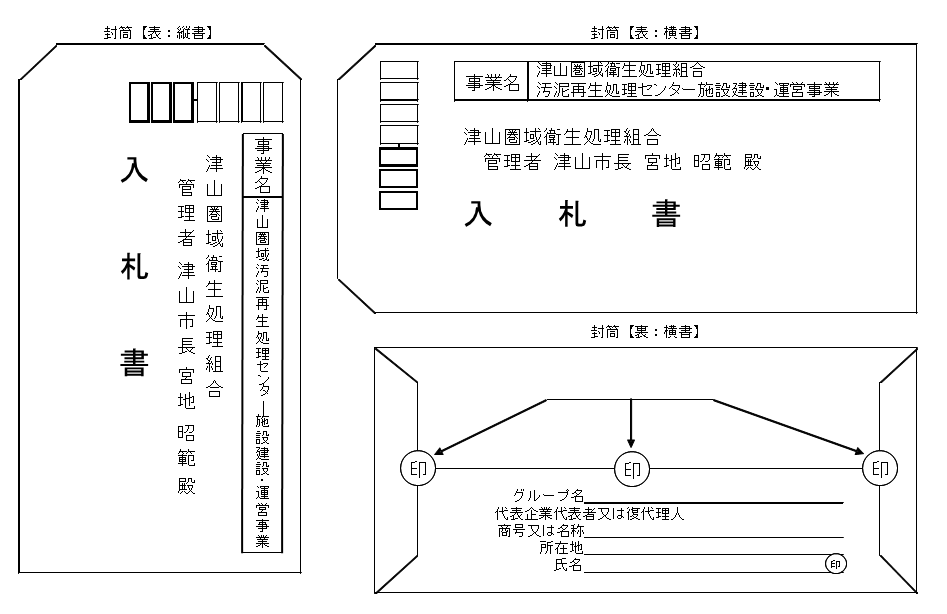 封筒【表：縦書】
事業名 津山圏域汚泥再生処理センター施設建設・運営事業
津山圏域衛生処理組合
管理者 津山市長 宮地 昭範 殿
入 札 書
封筒【表：横書】
事業名
津山圏域衛生処理組合
汚泥再生処理センター施設建設・運営事業
津山圏域衛生処理組合
管理者 津山市長 宮地 昭範 殿
入 札 書
封筒【裏：横書】
印 印 印
グループ名
代表企業代表者又は復代理人
商号又は名称
所在地
氏名 印